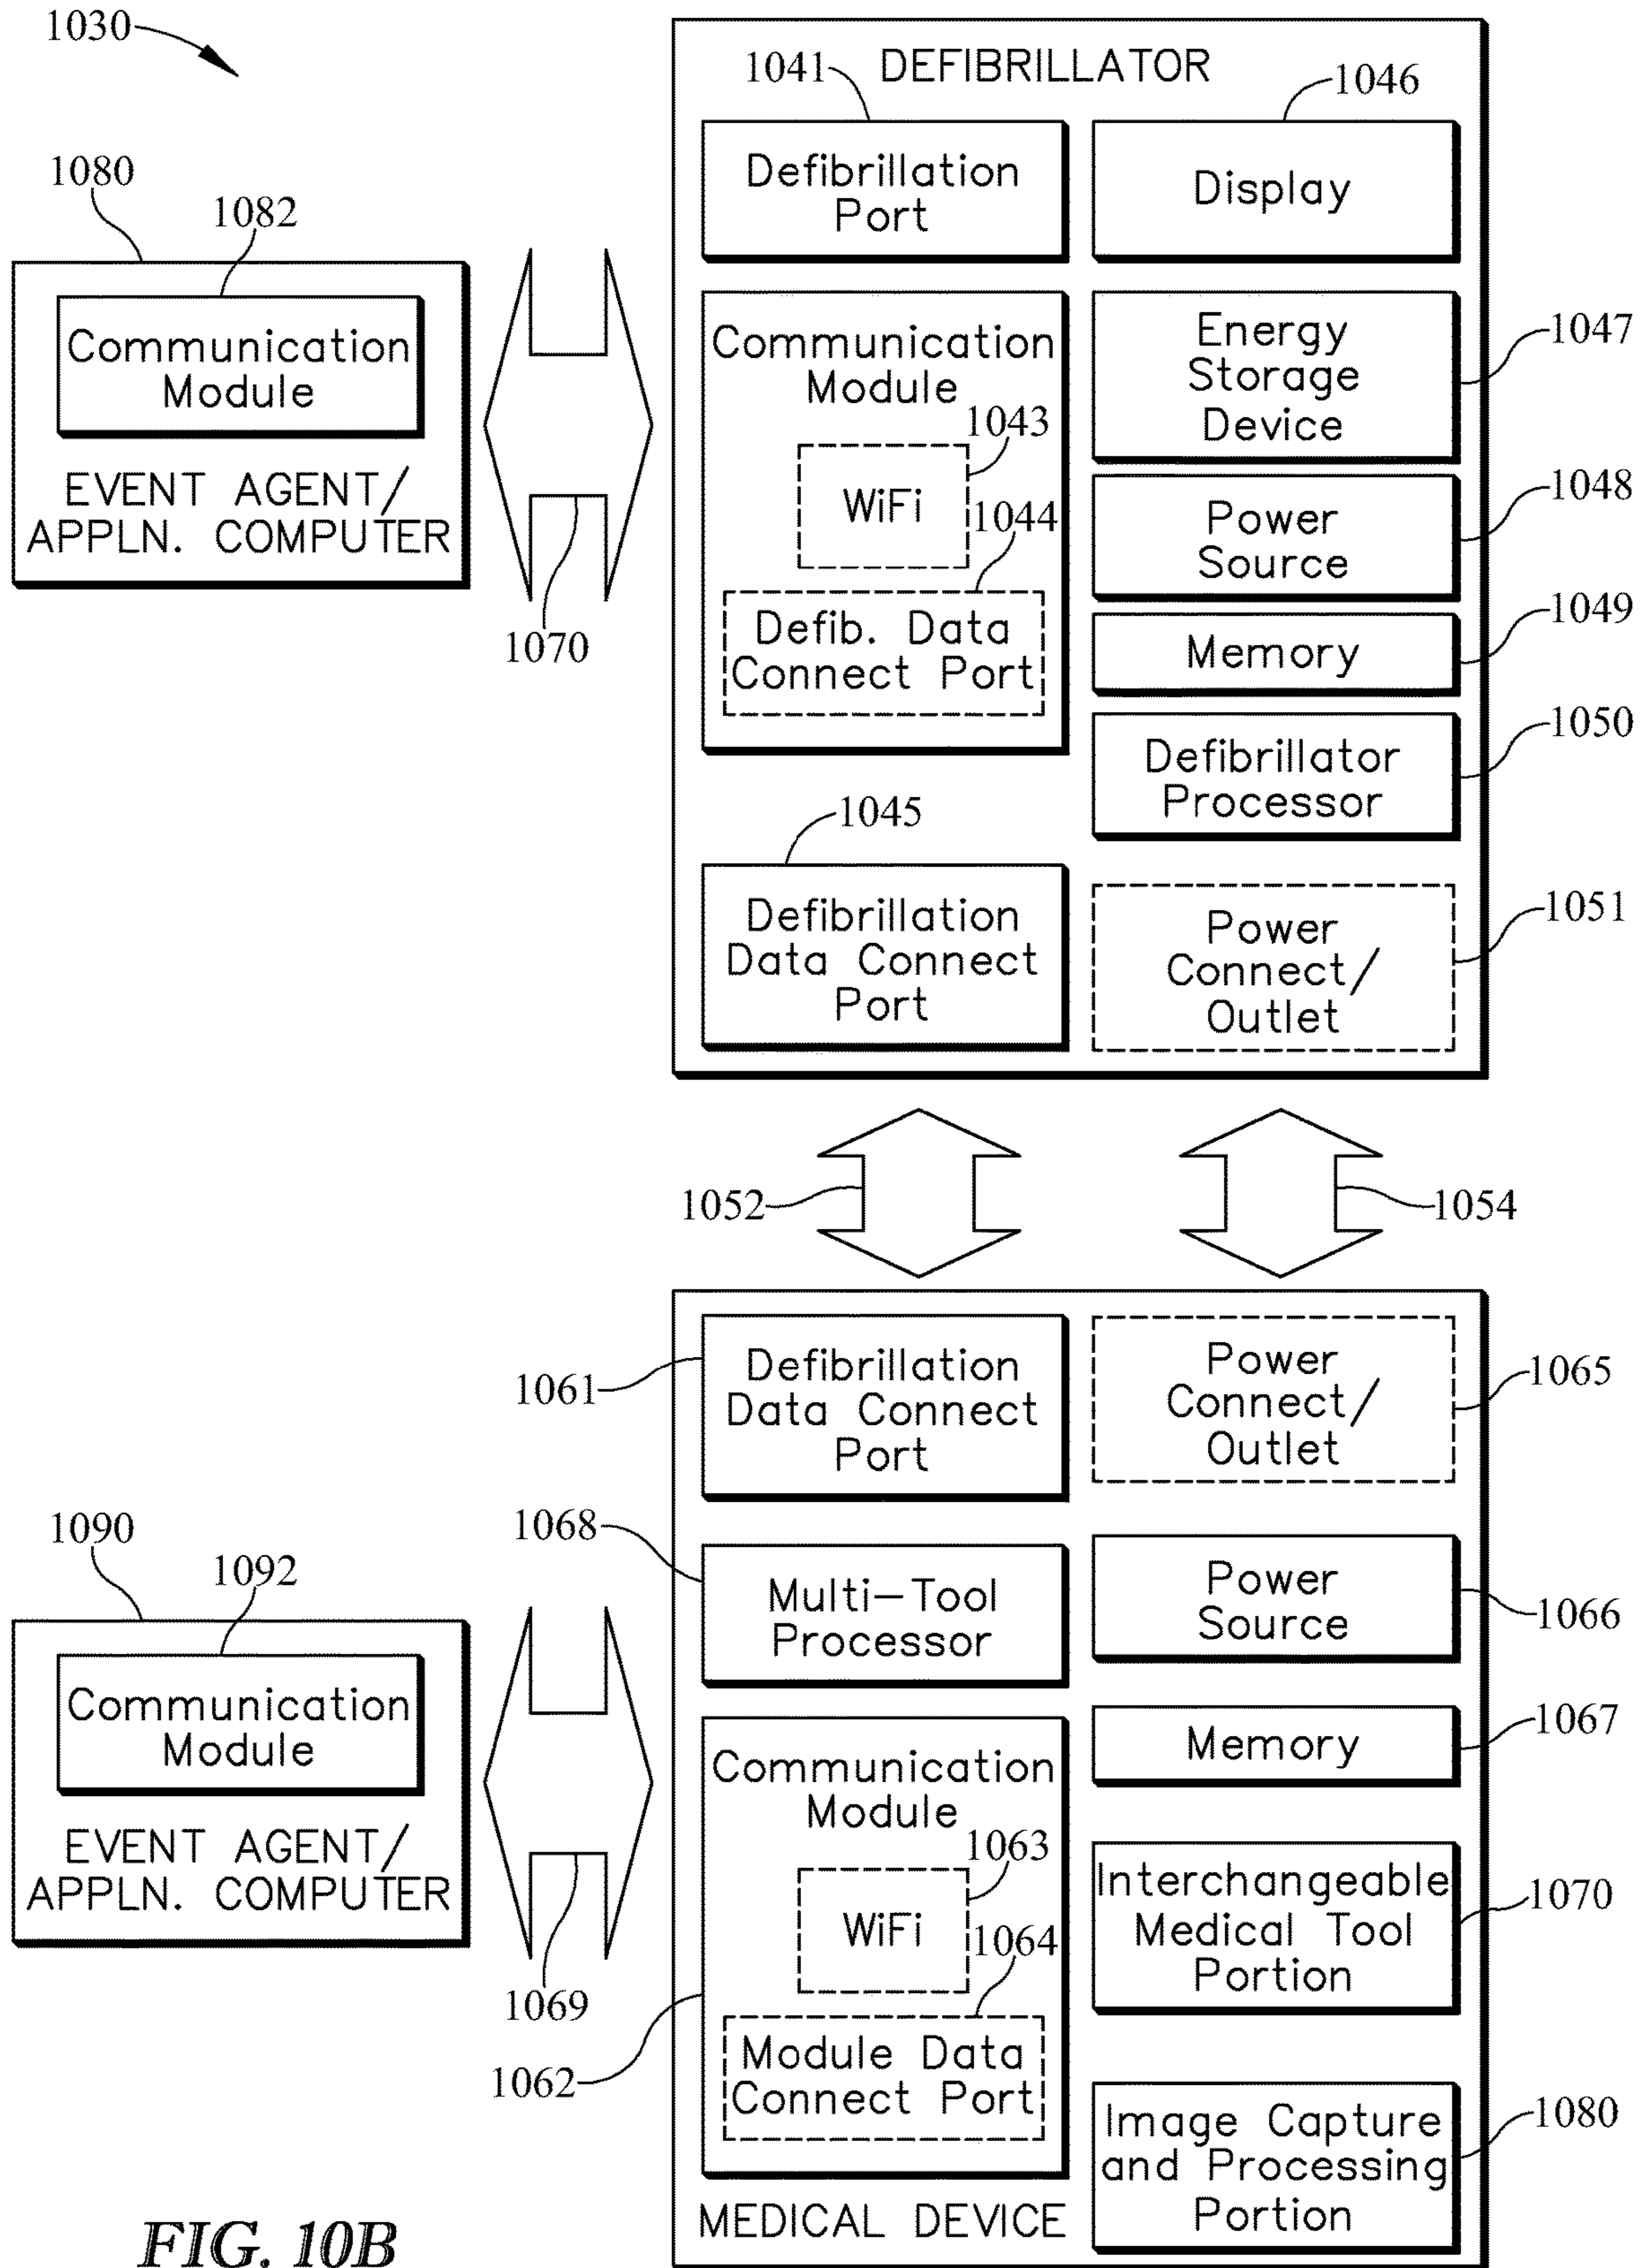 1030
1080
1082
Communication
Module
EVENT AGENT/
APPLN. COMPUTER
1070
DEFIBRILLATOR
1041
Defibrillation
Port
1046
Display
Communication
Module
1043
WiFi
1044
Defib. Data
Connect Port
Energy
Storage
Device
1047
Power
Source
1048
Memory
1049
Defibrillator
Processor
1050
1045
Defibrillation
Data Connect
Port
Power
Connect/
Outlet
1051
1052
1054
1061
Defibrillation
Data Connect
Port
Power
Connect/
Outlet
1065
1068
Multi-Tool
Processor
Power
Source
1066
1090
1092
Communication
Module
EVENT AGENT/
APPLN. COMPUTER
1069
Communication
Module
1063
WiFi
1064
Module Data
Connect Port
1062
Memory
1067
Interchangeable
Medical Tool
Portion
1070
Image Capture
and Processing
Portion
1080
MEDICAL DEVICE
FIG. 10B